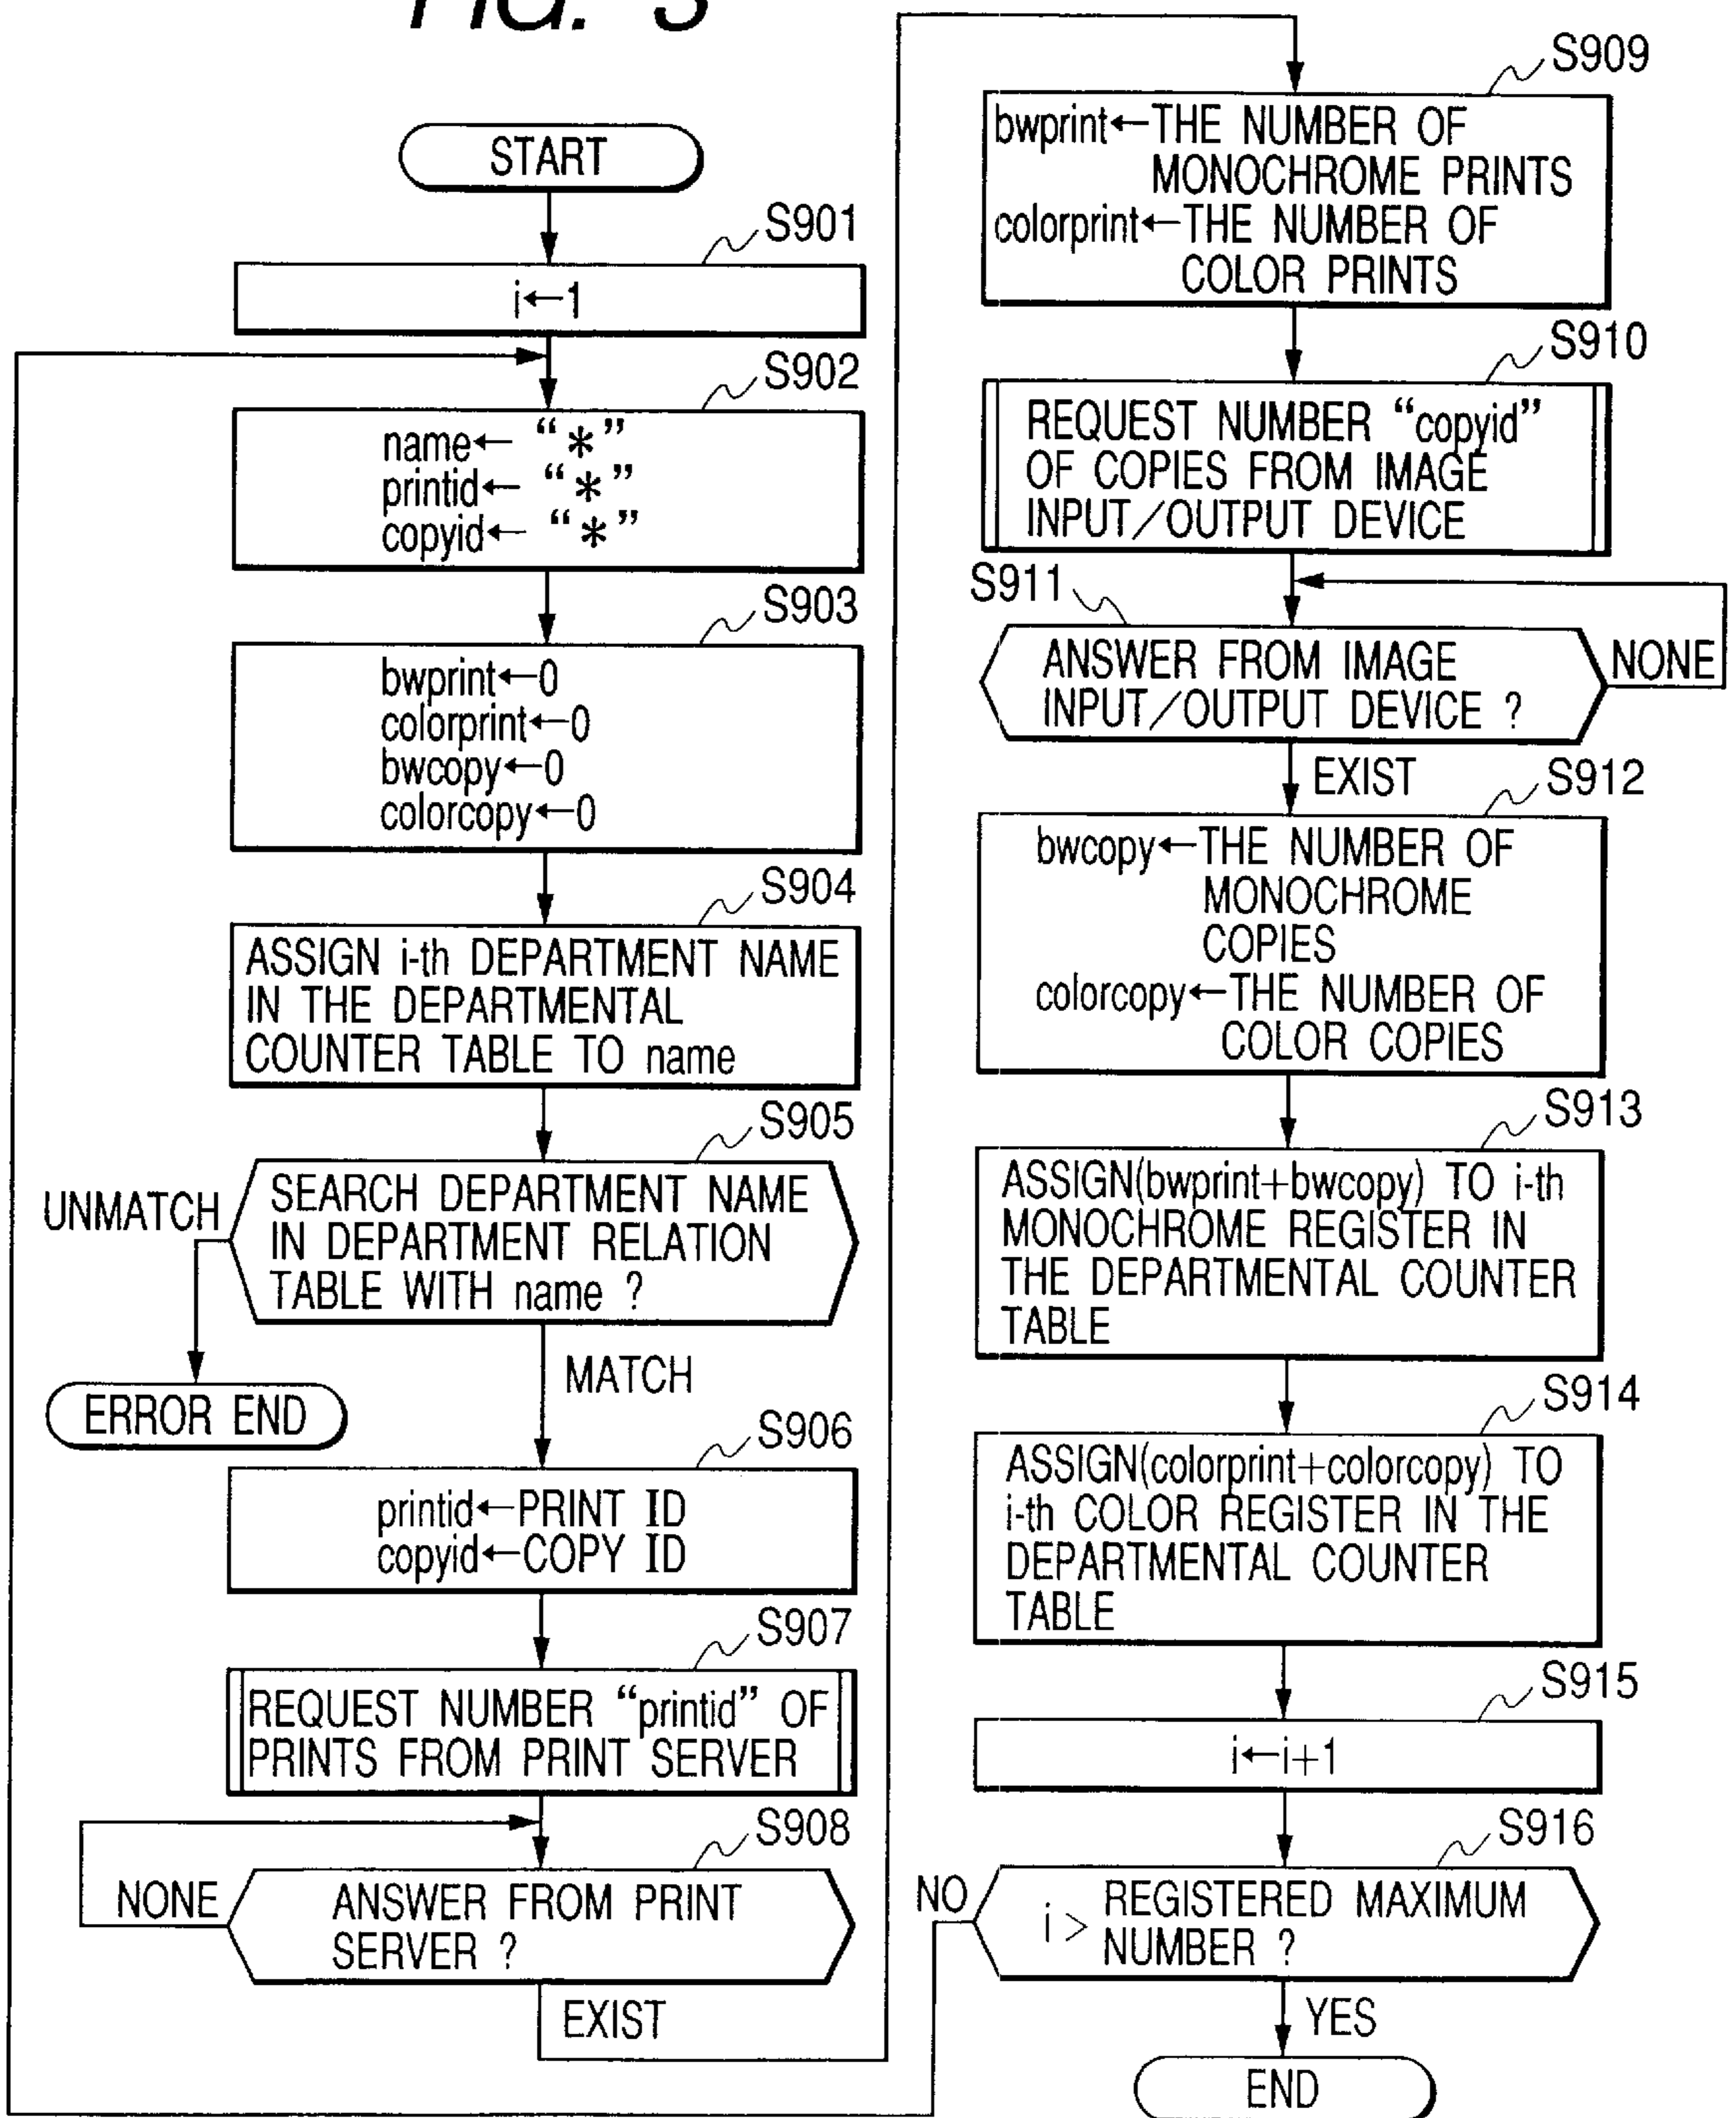 START
S901
i←1
S902
name← “*”
printid← “*”
copyid← “*”
S903
bwprint←0
colorprint←0
bwcopy←0
colorcopy←0
S904
ASSIGN i-th DEPARTMENT NAME
IN THE DEPARTMENTAL
COUNTER TABLE TO name
S905
UNMATCH
SEARCH DEPARTMENT NAME
IN DEPARTMENT RELATION
TABLE WITH name ?
ERROR END
MATCH
S906
printid←PRINT ID
copyid←COPY ID
S907
REQUEST NUMBER “printid” OF
PRINTS FROM PRINT SERVER
S908
NONE
ANSWER FROM PRINT
SERVER ?
EXIST
S909
bwprint←THE NUMBER OF
MONOCHROME PRINTS
colorprint←THE NUMBER OF
COLOR PRINTS
S910
REQUEST NUMBER “copyid”
OF COPIES FROM IMAGE
INPUT/OUTPUT DEVICE
S911
ANSWER FROM IMAGE
INPUT/OUTPUT DEVICE ?
NONE
EXIST
S912
bwcopy←THE NUMBER OF
MONOCHROME
COPIES
colorcopy←THE NUMBER OF
COLOR COPIES
S913
ASSIGN(bwprint+bwcopy) TO i-th
MONOCHROME REGISTER IN
THE DEPARTMENTAL COUNTER
TABLE
S914
ASSIGN(colorprint+colorcopy) TO
i-th COLOR REGISTER IN THE
DEPARTMENTAL COUNTER
TABLE
S915
i←i+1
S916
NO
i > REGISTERED MAXIMUM
NUMBER ?
YES
END